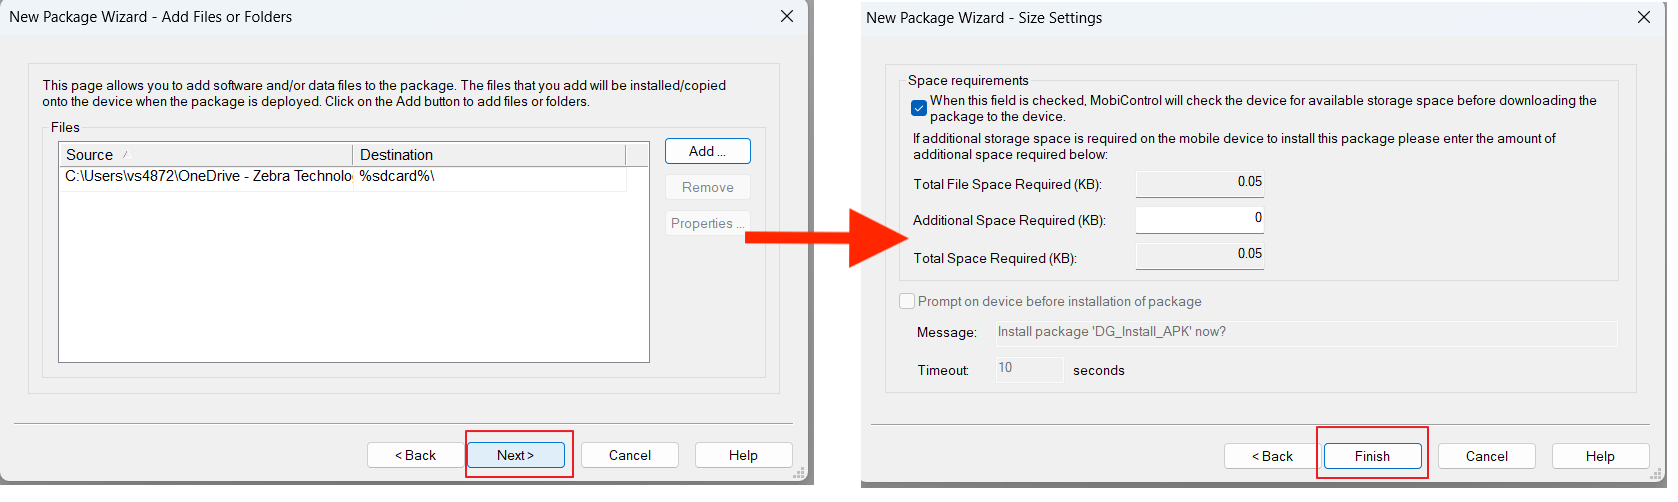 New Package Wizard - Add Files or Folders
This page allows you to add software and/or data files to the package. The files that you add will be installed/copied
onto the device when the package is deployed. Click on the Add button to add files or folders.
Files
Source Destination
C:\Users\vs4872\OneDrive - Zebra Technolo %sdcard%\
Add ...
Remove
Properties ...
< Back Next > Cancel Help
New Package Wizard - Size Settings
Space requirements
When this field is checked, MobiControl will check the device for available storage space before downloading the
package to the device.
If additional storage space is required on the mobile device to install this package please enter the amount of
additional space required below:
Total File Space Required (KB): 0.05
Additional Space Required (KB): 0
Total Space Required (KB): 0.05
Prompt on device before installation of package
Message: Install package 'DG_Install_APK' now?
Timeout: 10 seconds
< Back Finish Cancel Help